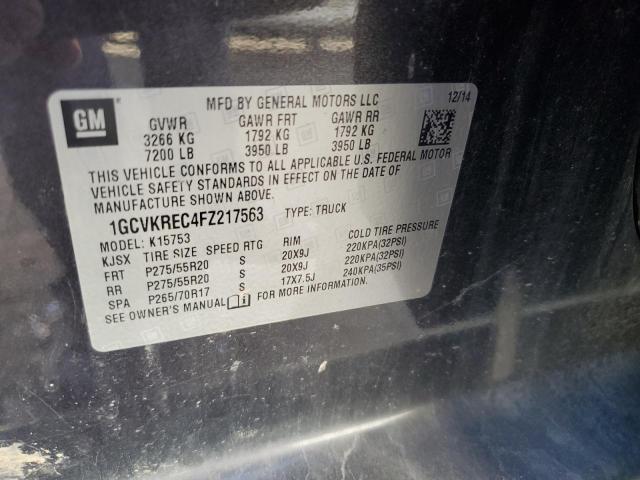 GM
MFD BY GENERAL MOTORS LLC 12/14
GVWR GAWR FRT GAWR RR
3266 KG 1792 KG 1792 KG
7200 LB 3950 LB 3950 LB
THIS VEHICLE CONFORMS TO ALL APPLICABLE U.S. FEDERAL MOTOR
VEHICLE SAFETY STANDARDS IN EFFECT ON THE DATE OF
MANUFACTURE SHOWN ABOVE.
1GCVKREC4FZ217563 TYPE: TRUCK
MODEL: K15753
KJSX TIRE SIZE SPEED RTG RIM COLD TIRE PRESSURE
FRT P275/55R20 S 20X9J 220KPA(32PSI)
RR P275/55R20 S 20X9J 220KPA(32PSI)
SPA P265/70R17 S 17X7.5J 240KPA(35PSI)
SEE OWNER'S MANUAL FOR MORE INFORMATION.